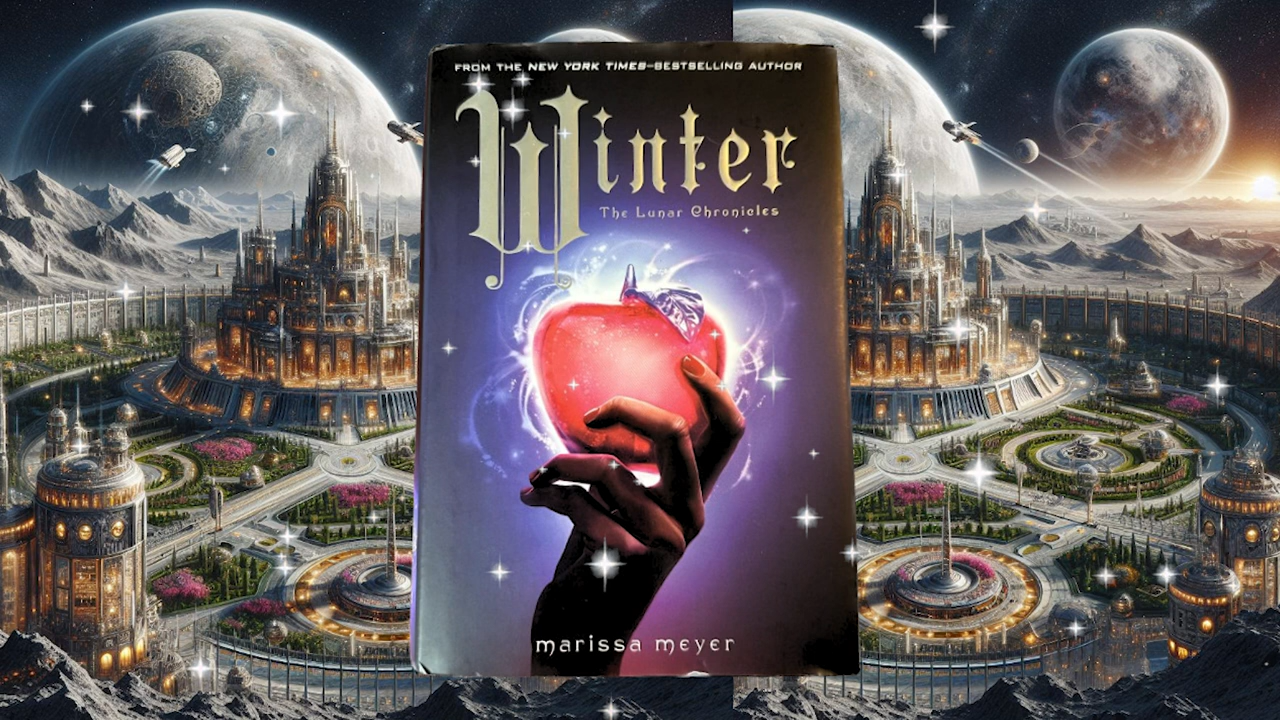 FROM THE NEW YORK TIMES–BESTSELLING AUTHOR
Winter
The Lunar Chronicles
marissa meyer